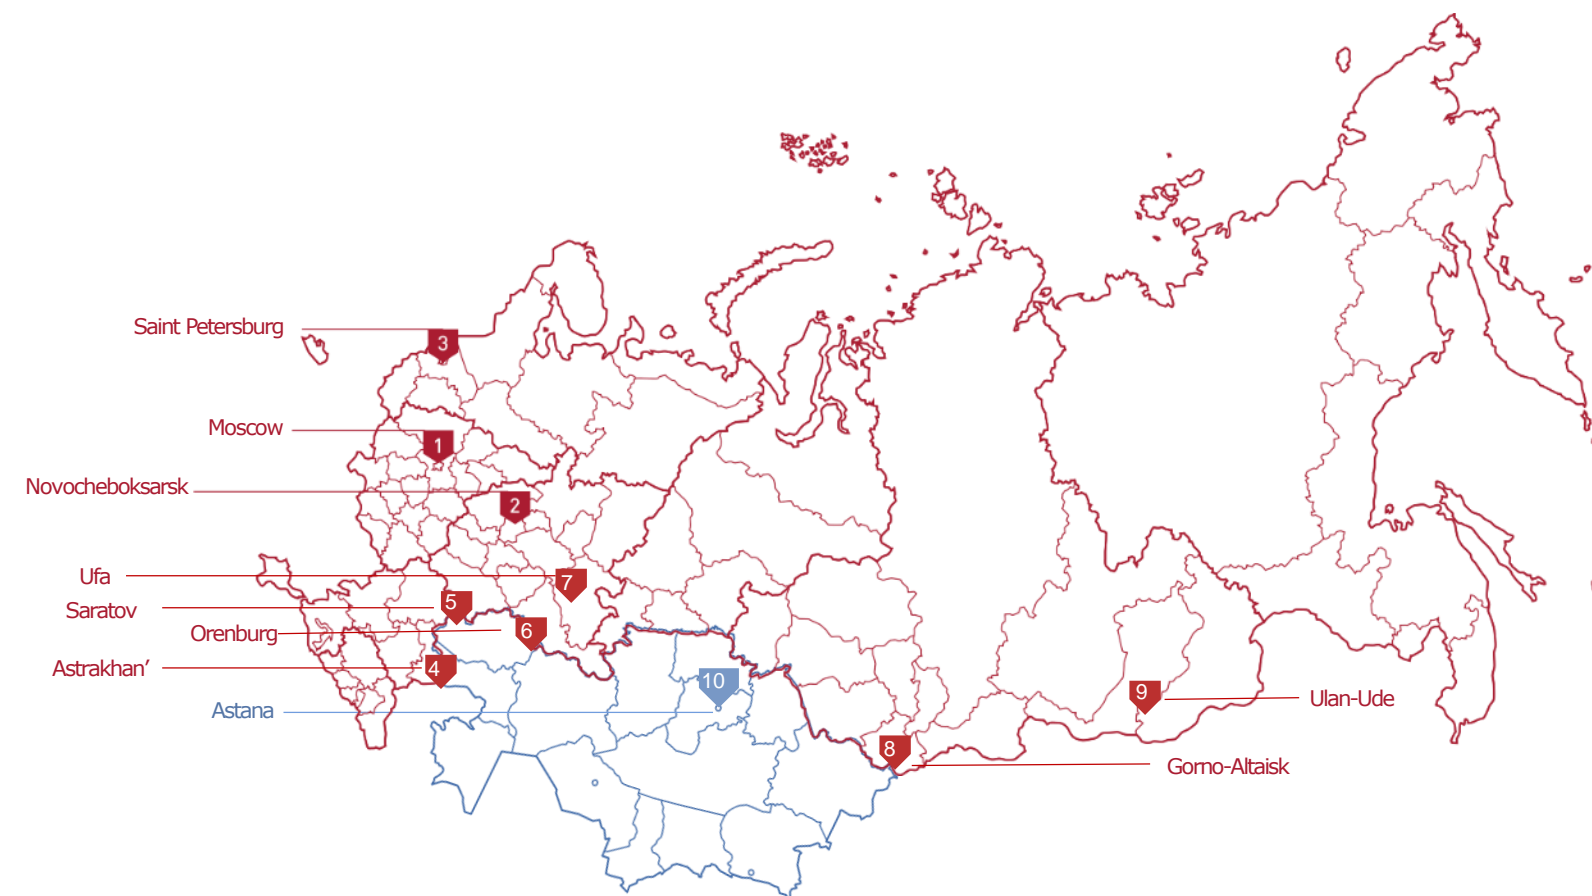 Saint Petersburg
3
Moscow
1
Novocheboksarsk
2
Ufa
7
Saratov
5
Orenburg
6
Astrakhan’
4
10
Astana
9
Ulan-Ude
8
Gorno-Altaisk